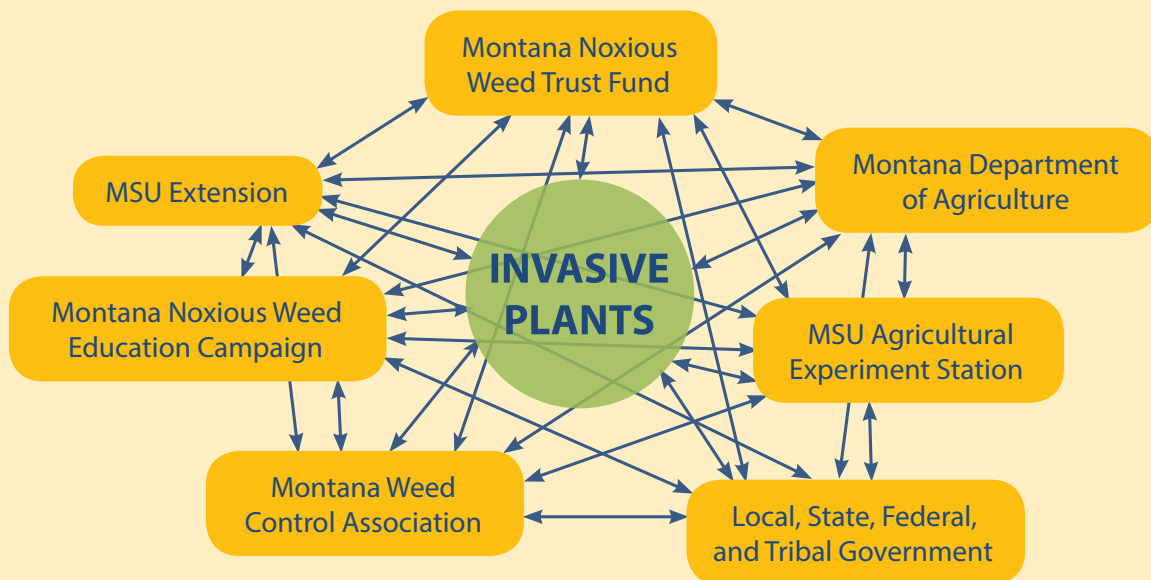 Montana Noxious
Weed Trust Fund
MSU Extension
Montana Department
of Agriculture
INVASIVE
PLANTS
Montana Noxious Weed
Education Campaign
MSU Agricultural
Experiment Station
Montana Weed
Control Association
Local, State, Federal,
and Tribal Government